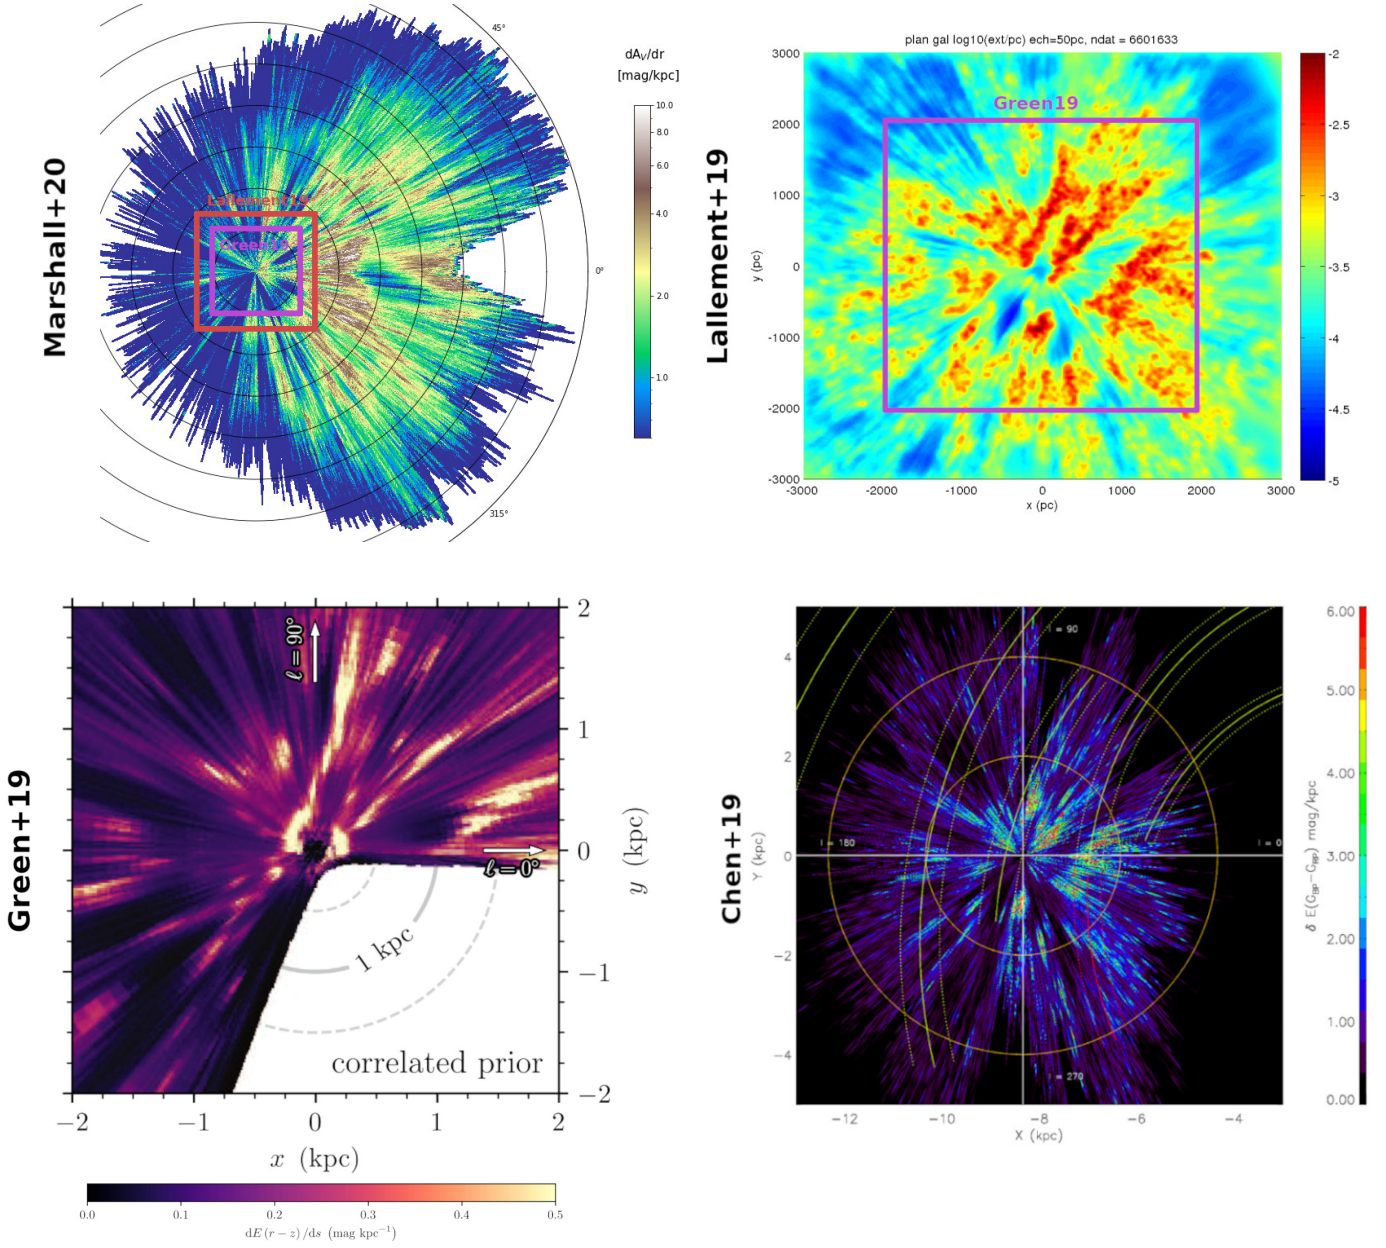 Marshall+20
45°
0°
315°
Lallement19
Green19
dA_V/dr
[mag/kpc]
10.0
8.0
6.0
4.0
2.0
1.0
Lallement+19
plan gal log10(ext/pc) ech=50pc, ndat = 6601633
Green19
3000
2000
1000
0
-1000
-2000
-3000
y (pc)
-3000
-2000
-1000
0
1000
2000
3000
x (pc)
-2
-2.5
-3
-3.5
-4
-4.5
-5
Green+19
ℓ = 90°
ℓ = 0°
1 kpc
correlated prior
2
1
0
−1
−2
y (kpc)
−2
−1
0
1
2
x (kpc)
0.0
0.1
0.2
0.3
0.4
0.5
dE (r − z) /ds (mag kpc⁻¹)
Chen+19
l = 90
l = 180
l = 0
l = 270
4
2
0
−2
−4
Y (kpc)
−12
−10
−8
−6
−4
X (kpc)
6.00
5.00
4.00
3.00
2.00
1.00
0.00
δ E(G_BP−G_RP) mag/kpc